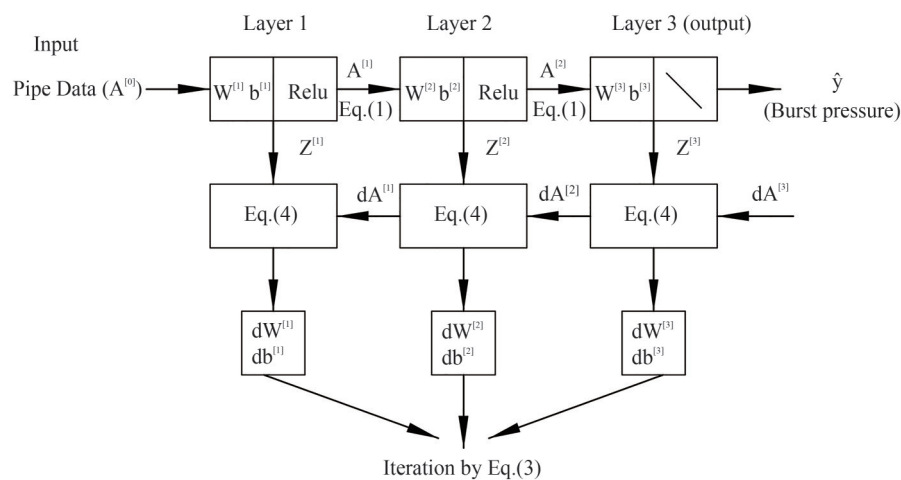 Layer 1
Layer 2
Layer 3 (output)
Input
Pipe Data (A[0])
W[1] b[1]
Relu
A[1]
Eq.(1)
W[2] b[2]
Relu
A[2]
Eq.(1)
W[3] b[3]
ŷ
(Burst pressure)
Z[1]
Z[2]
Z[3]
Eq.(4)
dA[1]
Eq.(4)
dA[2]
Eq.(4)
dA[3]
dW[1]
db[1]
dW[2]
db[2]
dW[3]
db[3]
Iteration by Eq.(3)